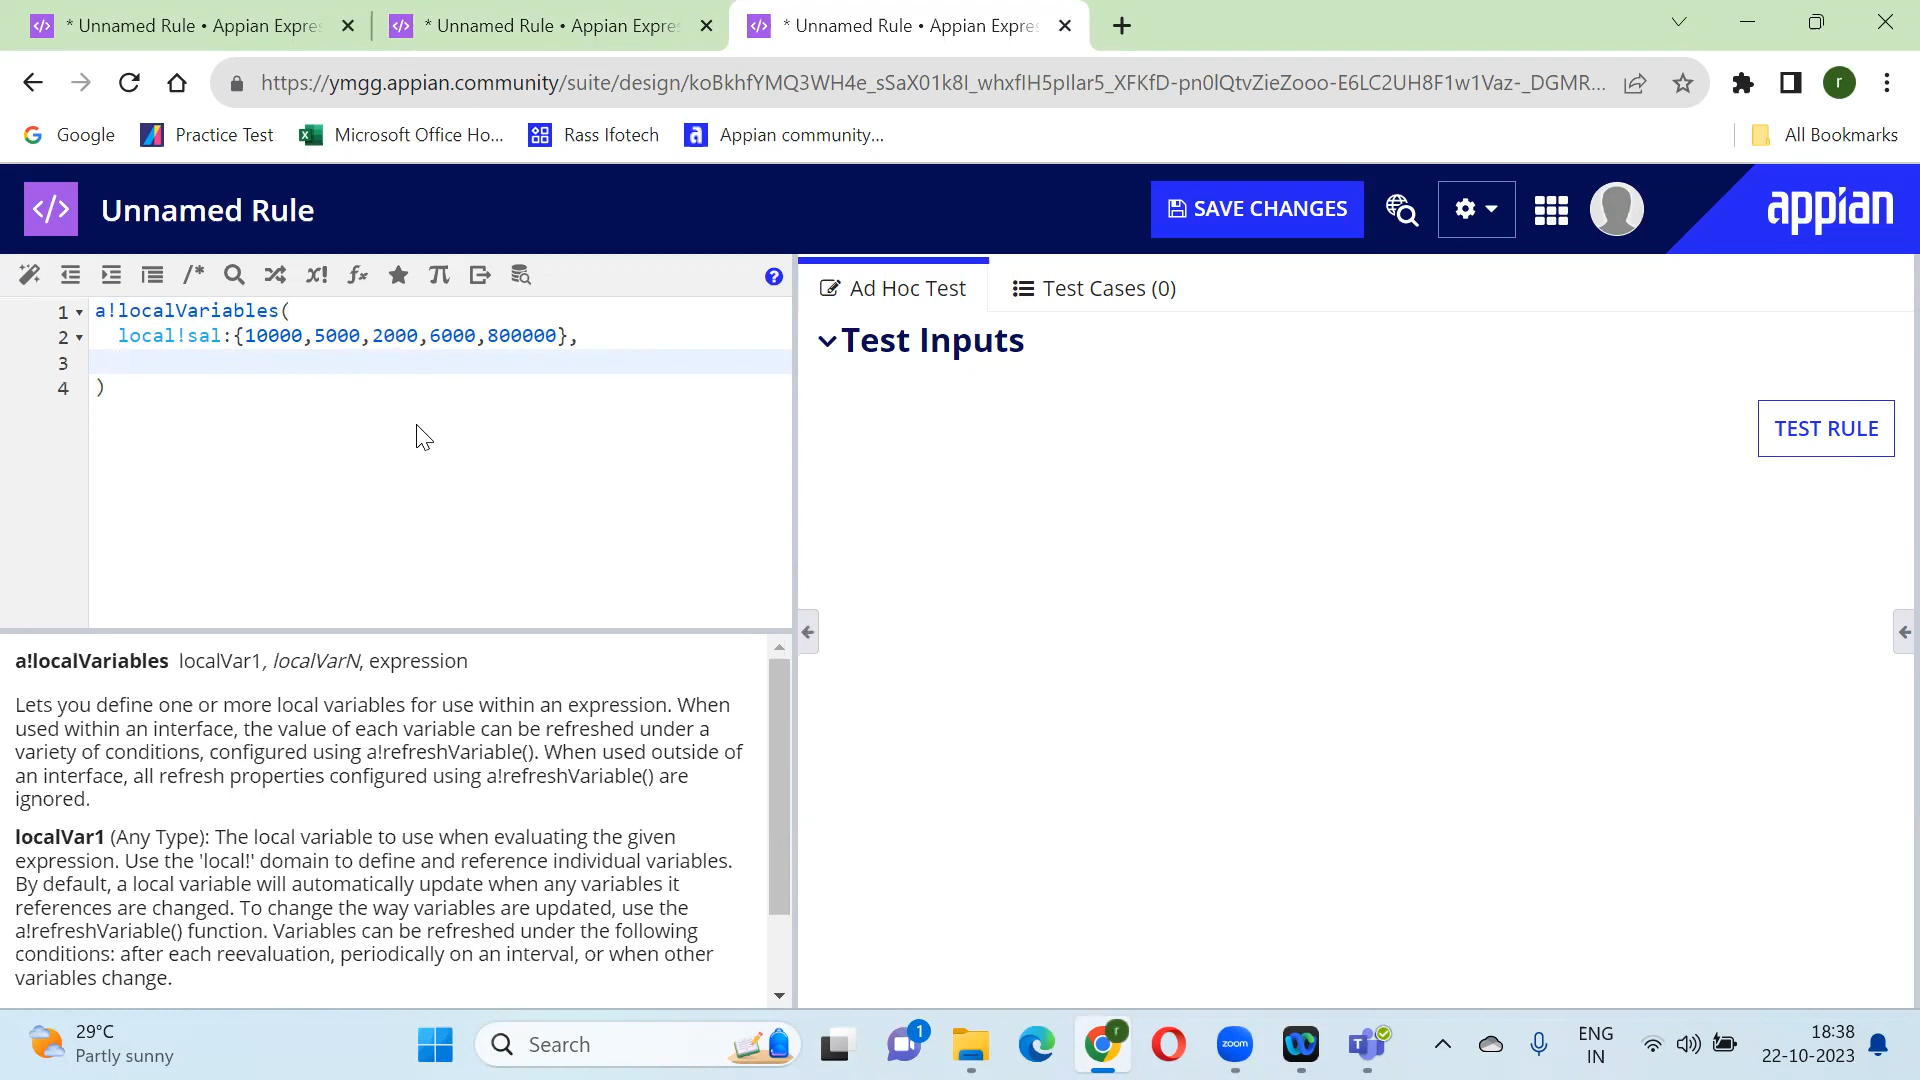 * Unnamed Rule • Appian Expre
* Unnamed Rule • Appian Expre
* Unnamed Rule • Appian Expre
https://ymgg.appian.community/suite/design/koBkhfYMQ3WH4e_sSaX01k8I_whxfIH5pIlar5_XFKfD-pn0lQtvZieZooo-E6LC2UH8F1w1Vaz-_DGMR...
r
Google
Practice Test
Microsoft Office Ho...
Rass Ifotech
Appian community...
All Bookmarks
Unnamed Rule
SAVE CHANGES
appian
1 a!localVariables(
2 local!sal:{10000,5000,2000,6000,800000},
3
4 )
Ad Hoc Test
Test Cases (0)
Test Inputs
TEST RULE
a!localVariables localVar1, localVarN, expression
Lets you define one or more local variables for use within an expression. When
used within an interface, the value of each variable can be refreshed under a
variety of conditions, configured using a!refreshVariable(). When used outside of
an interface, all refresh properties configured using a!refreshVariable() are
ignored.
localVar1 (Any Type): The local variable to use when evaluating the given
expression. Use the 'local!' domain to define and reference individual variables.
By default, a local variable will automatically update when any variables it
references are changed. To change the way variables are updated, use the
a!refreshVariable() function. Variables can be refreshed under the following
conditions: after each reevaluation, periodically on an interval, or when other
variables change.
29°C
Partly sunny
Search
1
r
zoom
T
ENG
IN
18:38
22-10-2023